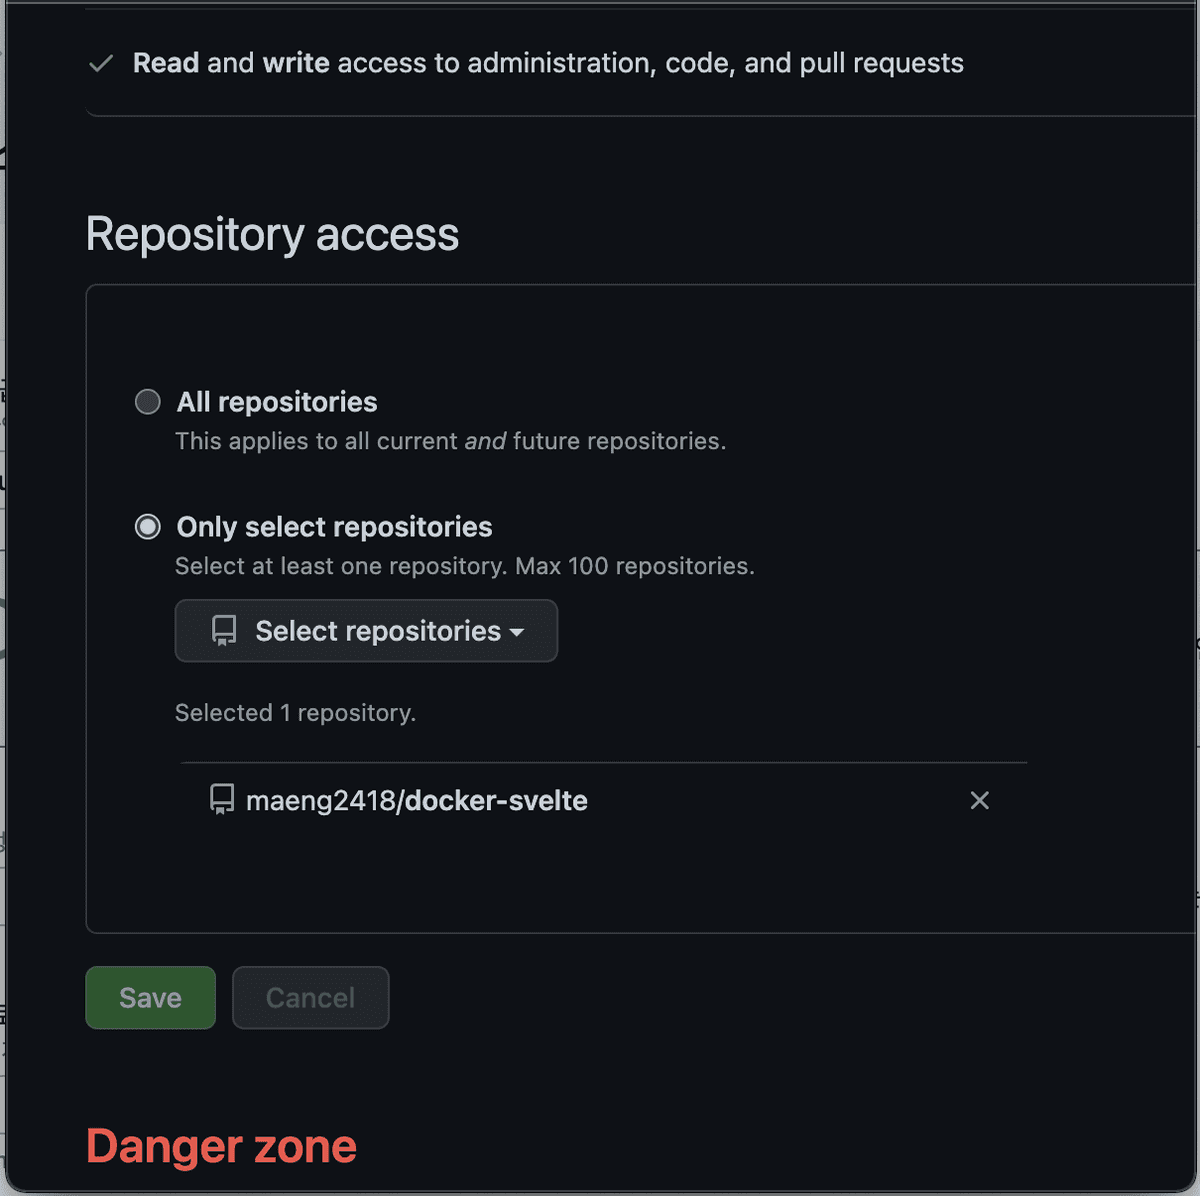 Read and write access to administration, code, and pull requests
Repository access
All repositories
This applies to all current and future repositories.
Only select repositories
Select at least one repository. Max 100 repositories.
Select repositories
Selected 1 repository.
maeng2418/docker-svelte
Save
Cancel
Danger zone